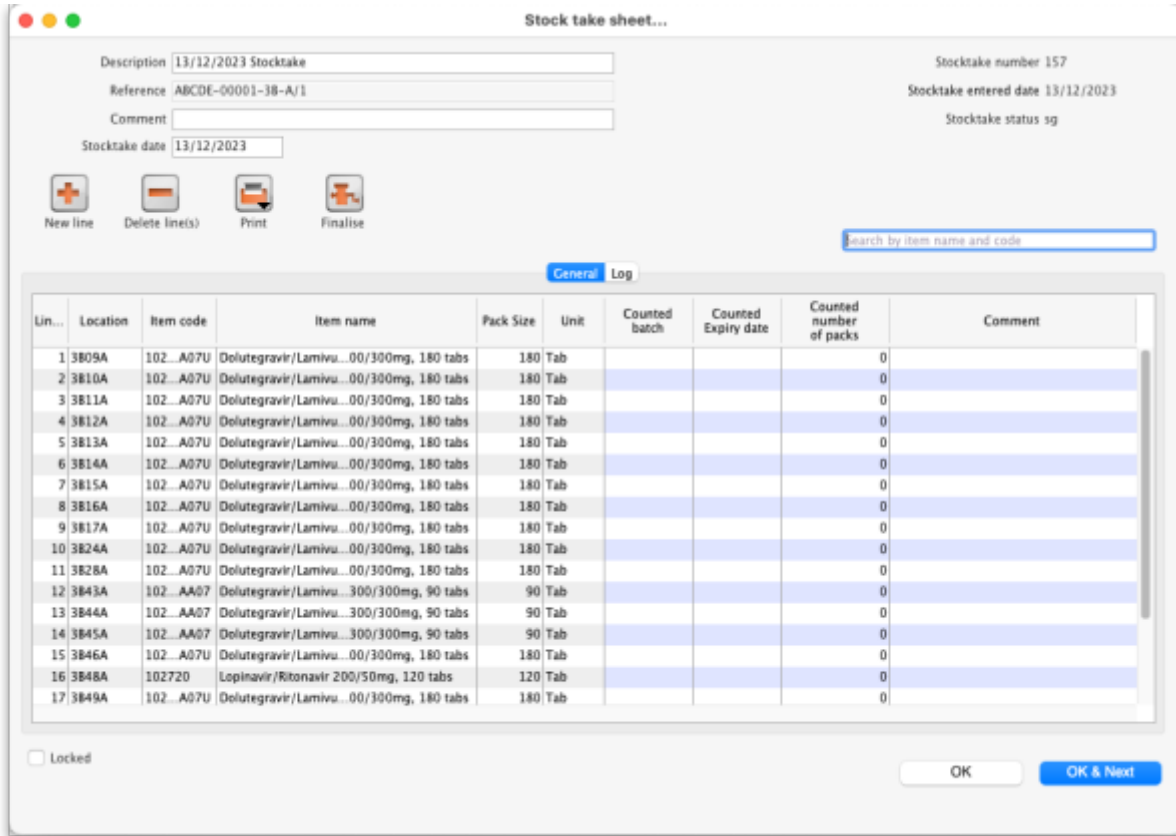 Stock take sheet...
Description 13/12/2023 Stocktake
Stocktake number 157
Reference ABCDE-00001-3B-A/1
Stocktake entered date 13/12/2023
Comment
Stocktake status sg
Stocktake date 13/12/2023
New line Delete line(s) Print Finalise
Search by item name and code
General Log
Lin... Location Item code Item name Pack Size Unit Counted batch Counted Expiry date Counted number of packs Comment
1 3B09A 102...A07U Dolutegravir/Lamivu...00/300mg, 180 tabs 180 Tab 0
2 3B10A 102...A07U Dolutegravir/Lamivu...00/300mg, 180 tabs 180 Tab 0
3 3B11A 102...A07U Dolutegravir/Lamivu...00/300mg, 180 tabs 180 Tab 0
4 3B12A 102...A07U Dolutegravir/Lamivu...00/300mg, 180 tabs 180 Tab 0
5 3B13A 102...A07U Dolutegravir/Lamivu...00/300mg, 180 tabs 180 Tab 0
6 3B14A 102...A07U Dolutegravir/Lamivu...00/300mg, 180 tabs 180 Tab 0
7 3B15A 102...A07U Dolutegravir/Lamivu...00/300mg, 180 tabs 180 Tab 0
8 3B16A 102...A07U Dolutegravir/Lamivu...00/300mg, 180 tabs 180 Tab 0
9 3B17A 102...A07U Dolutegravir/Lamivu...00/300mg, 180 tabs 180 Tab 0
10 3B24A 102...A07U Dolutegravir/Lamivu...00/300mg, 180 tabs 180 Tab 0
11 3B28A 102...A07U Dolutegravir/Lamivu...00/300mg, 180 tabs 180 Tab 0
12 3B43A 102...AA07 Dolutegravir/Lamivu...300/300mg, 90 tabs 90 Tab 0
13 3B44A 102...AA07 Dolutegravir/Lamivu...300/300mg, 90 tabs 90 Tab 0
14 3B45A 102...AA07 Dolutegravir/Lamivu...300/300mg, 90 tabs 90 Tab 0
15 3B46A 102...A07U Dolutegravir/Lamivu...00/300mg, 180 tabs 180 Tab 0
16 3B48A 102720 Lopinavir/Ritonavir 200/50mg, 120 tabs 120 Tab 0
17 3B49A 102...A07U Dolutegravir/Lamivu...00/300mg, 180 tabs 180 Tab 0
Locked
OK OK & Next